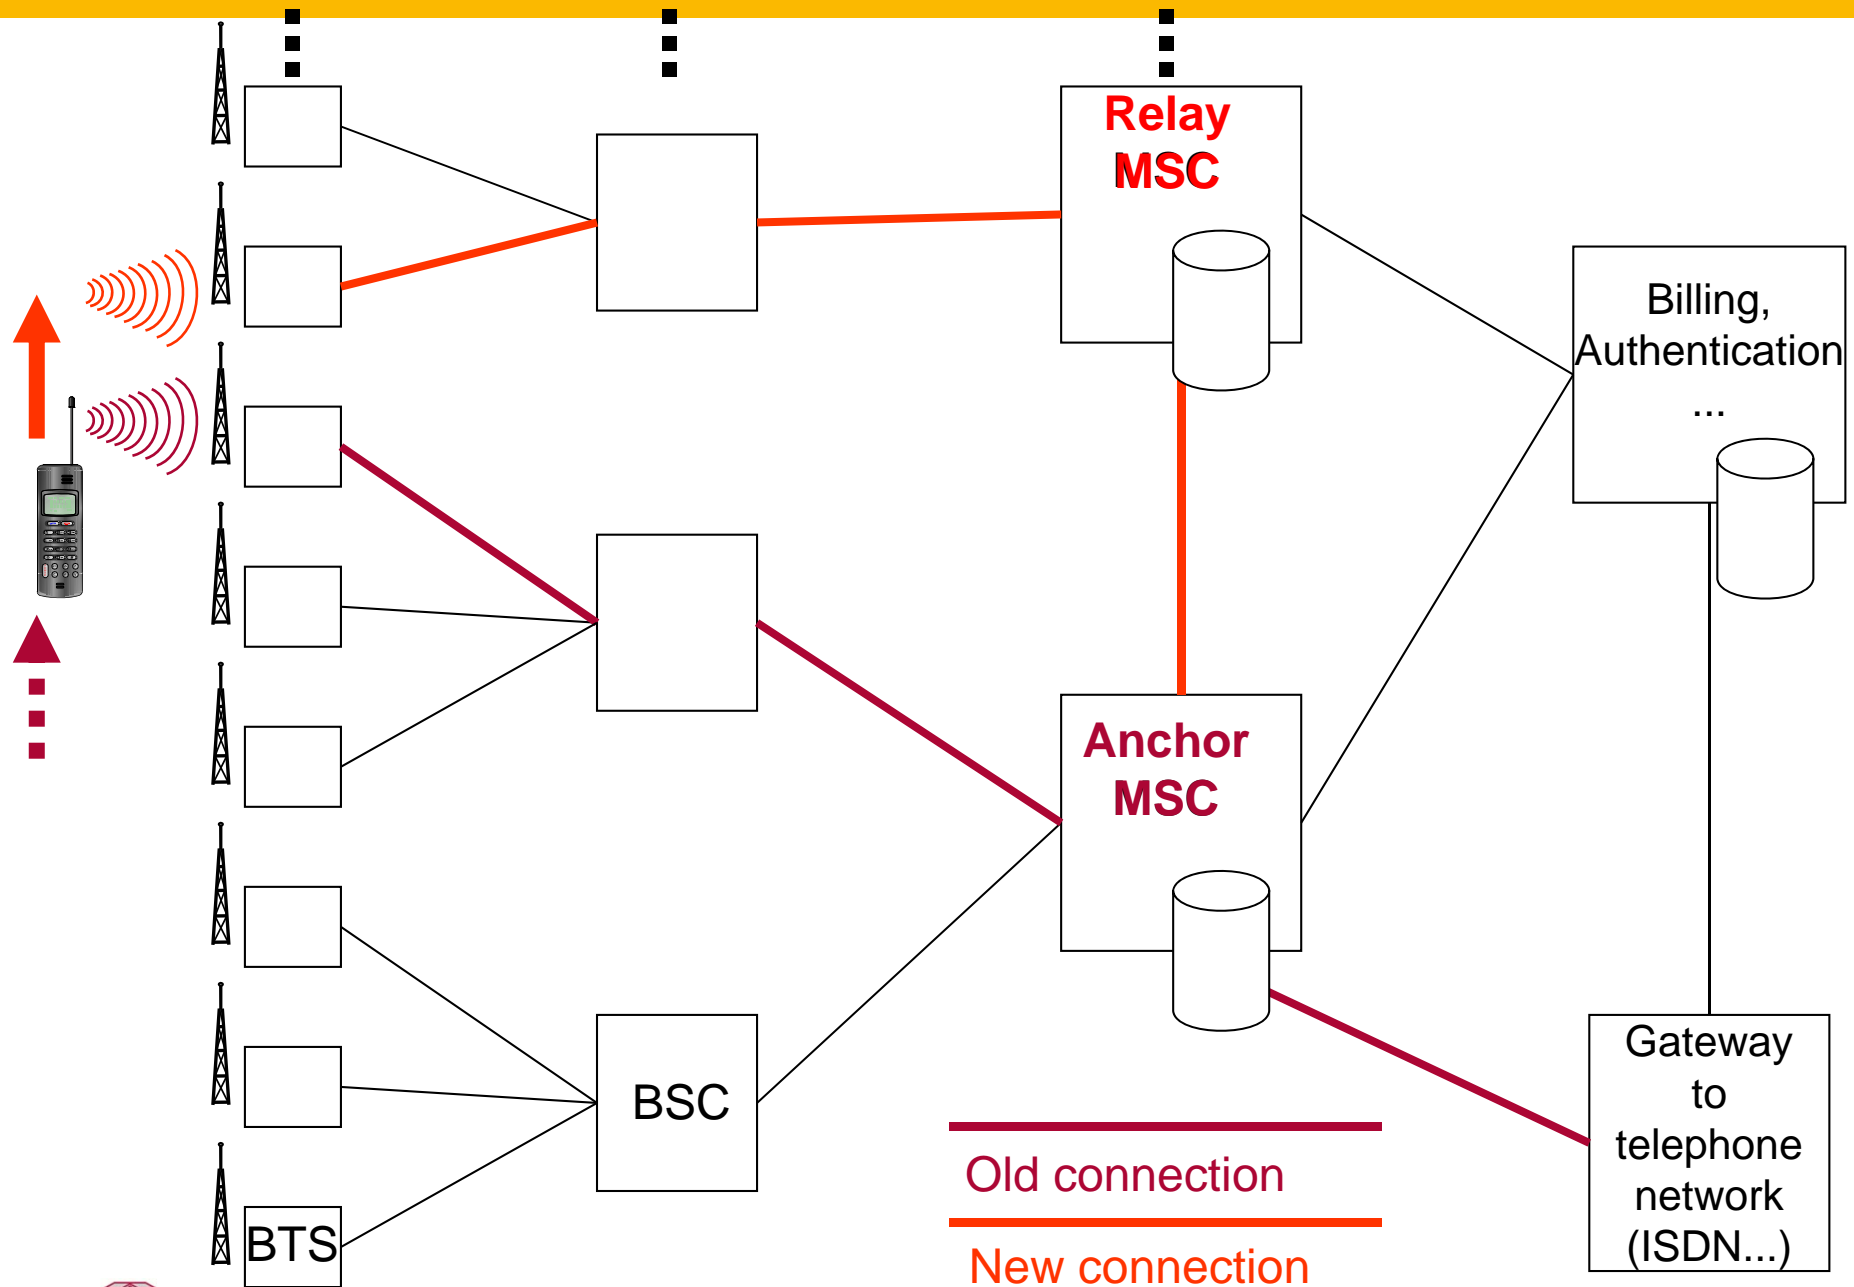 Relay
MSC
Billing,
Authentication
...
Anchor
MSC
Gateway
to
telephone
network
(ISDN...)
BSC
BTS
Old connection
New connection